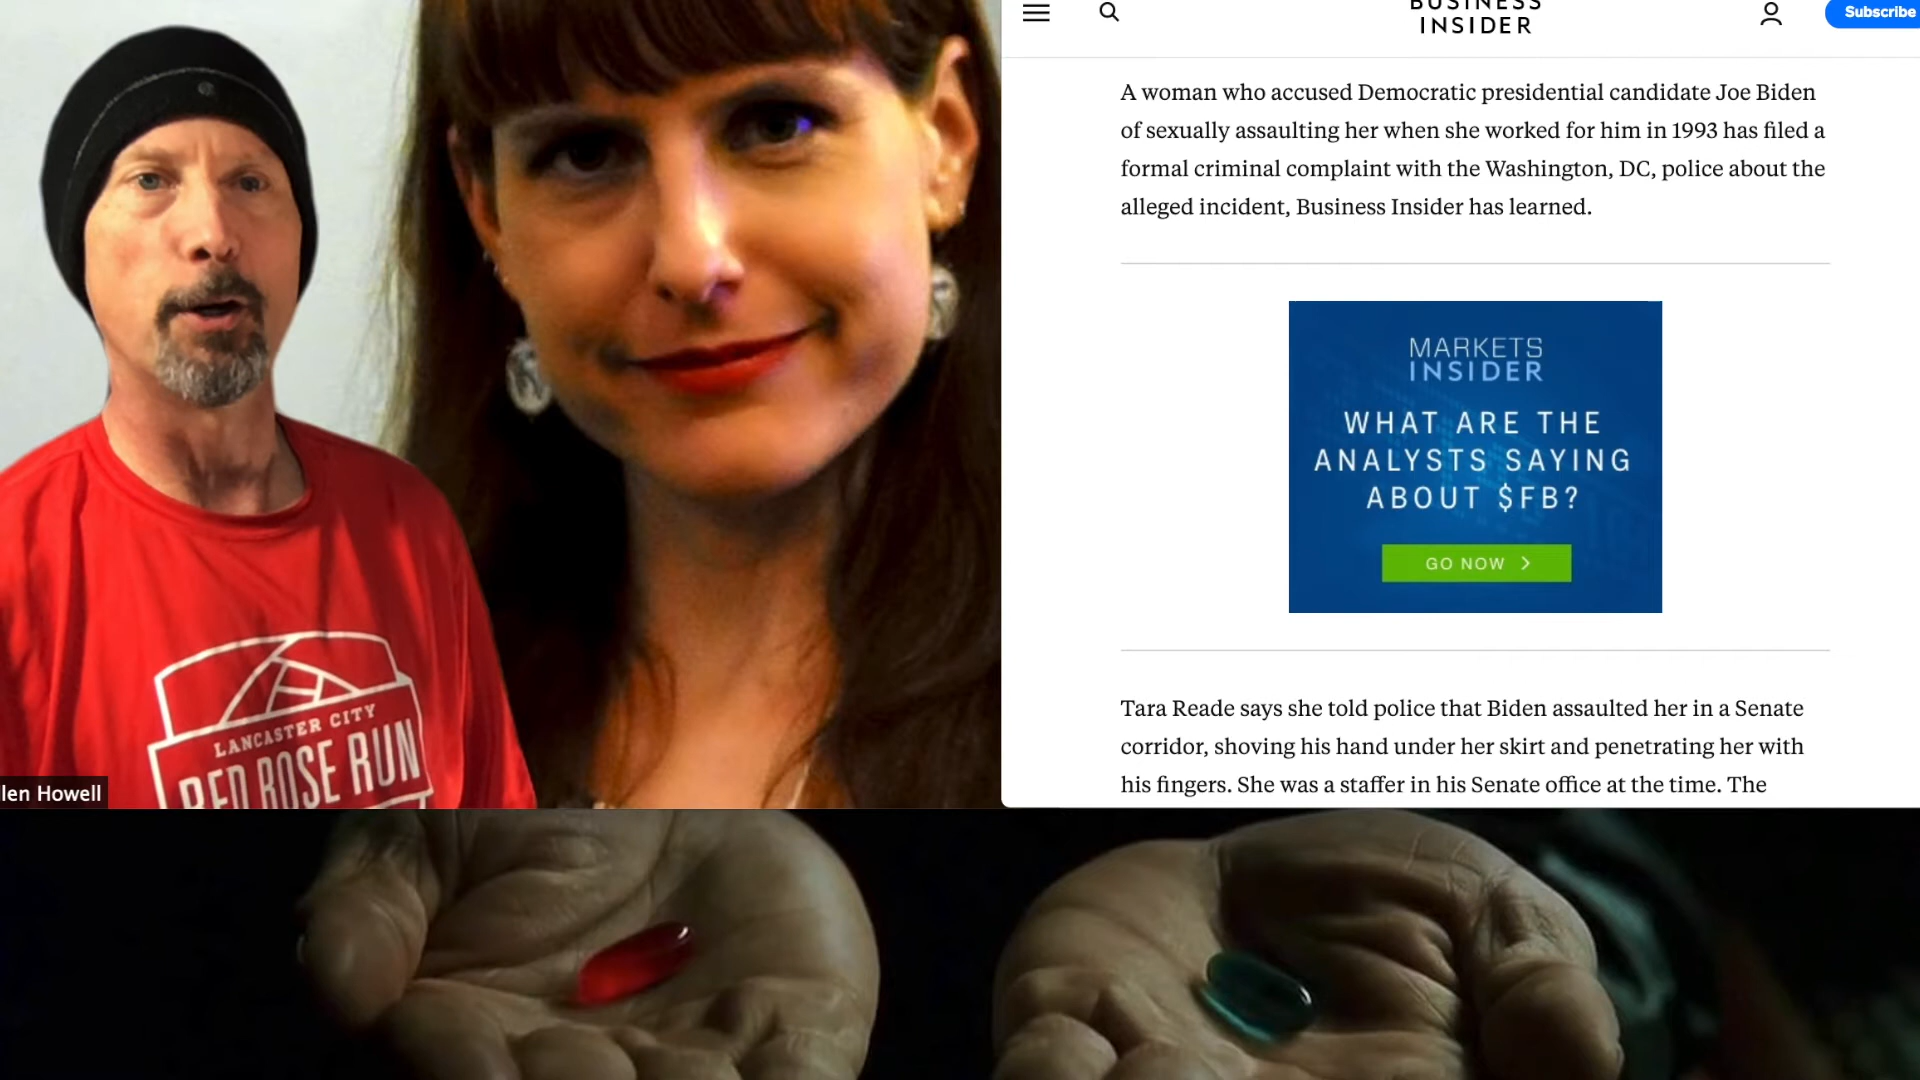 len Howell
LANCASTER CITY
RED ROSE RUN
BUSINESS
INSIDER
Subscribe
A woman who accused Democratic presidential candidate Joe Biden
of sexually assaulting her when she worked for him in 1993 has filed a
formal criminal complaint with the Washington, DC, police about the
alleged incident, Business Insider has learned.
MARKETS
INSIDER
WHAT ARE THE
ANALYSTS SAYING
ABOUT $FB?
GO NOW >
Tara Reade says she told police that Biden assaulted her in a Senate
corridor, shoving his hand under her skirt and penetrating her with
his fingers. She was a staffer in his Senate office at the time. The